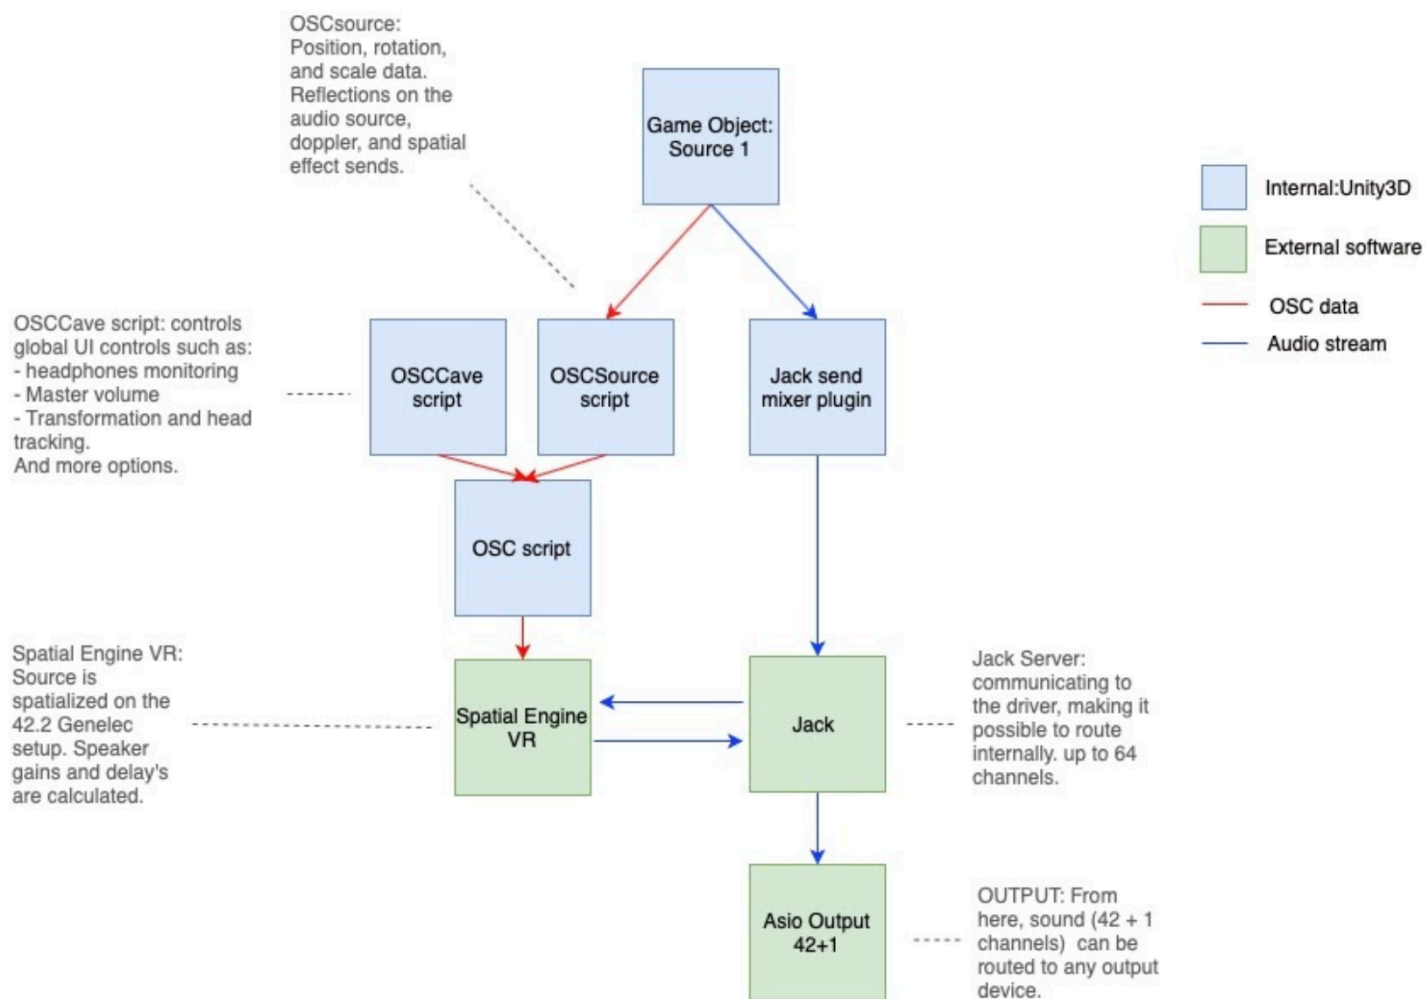 OSCsource:
Position, rotation,
and scale data.
Reflections on the
audio source,
doppler, and spatial
effect sends.
Game Object:
Source 1
Internal:Unity3D
External software
OSC data
Audio stream
OSCCave script: controls
global UI controls such as:
- headphones monitoring
- Master volume
- Transformation and head
tracking.
And more options.
OSCCave
script
OSCSource
script
Jack send
mixer plugin
OSC script
Spatial Engine VR:
Source is
spatialized on the
42.2 Genelec
setup. Speaker
gains and delay's
are calculated.
Spatial Engine
VR
Jack
Jack Server:
communicating to
the driver, making it
possible to route
internally. up to 64
channels.
Asio Output
42+1
OUTPUT: From
here, sound (42 + 1
channels) can be
routed to any output
device.